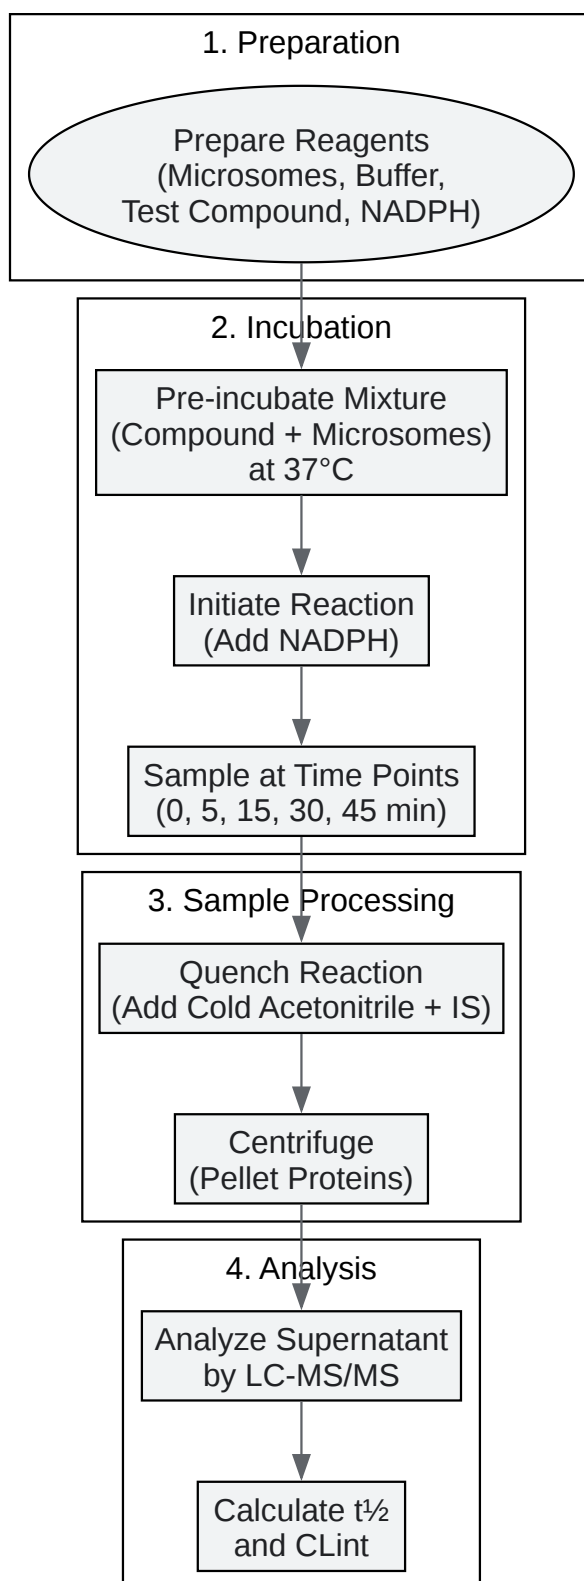 1. Preparation
Prepare Reagents
(Microsomes, Buffer,
Test Compound, NADPH)
2. Incubation
Pre-incubate Mixture
(Compound + Microsomes)
at 37°C
Initiate Reaction
(Add NADPH)
Sample at Time Points
(0, 5, 15, 30, 45 min)
3. Sample Processing
Quench Reaction
(Add Cold Acetonitrile + IS)
Centrifuge
(Pellet Proteins)
4. Analysis
Analyze Supernatant
by LC-MS/MS
Calculate t½
and CLint